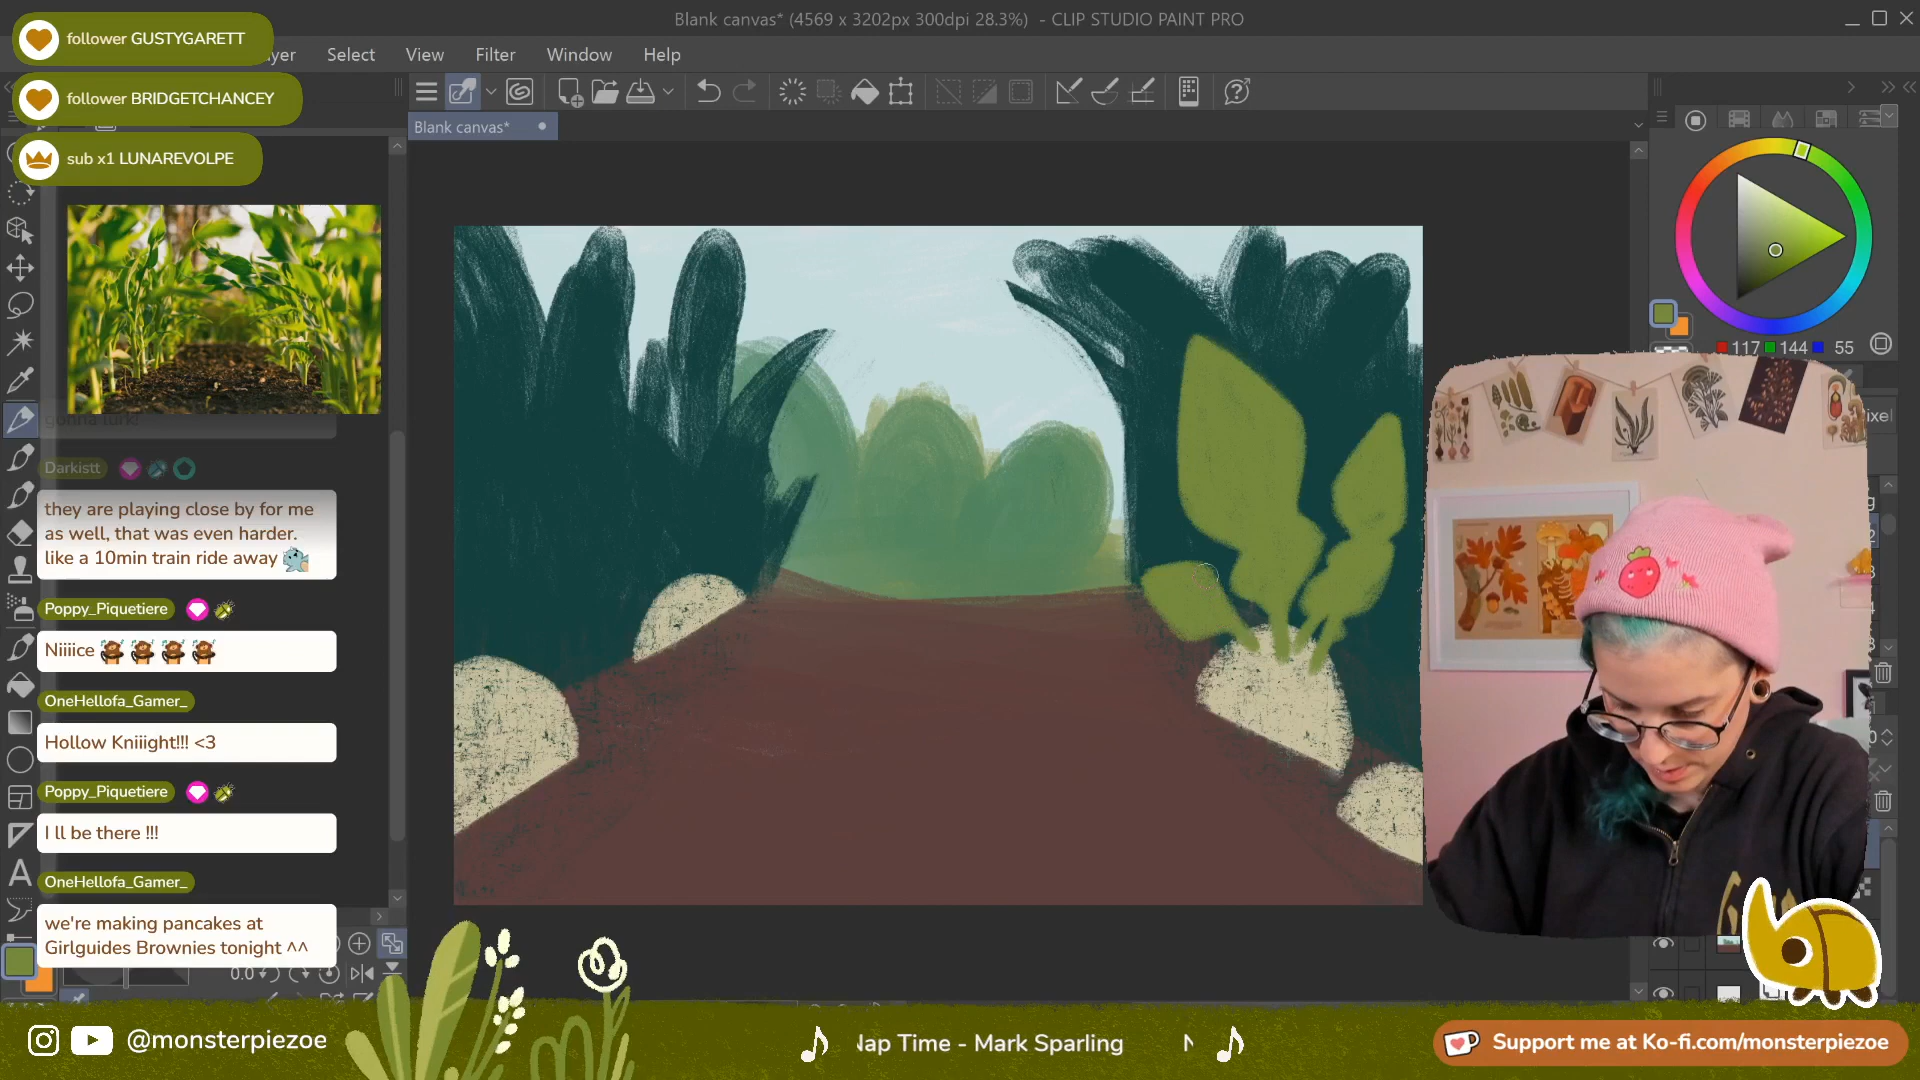 Blank canvas* (4569 x 3202px 300dpi 28.3%) - CLIP STUDIO PAINT PRO
follower GUSTYGARETT
Select View Filter Window Help
follower BRIDGETCHANCEY
Blank canvas*
sub x1 LUNAREVOLPE
117 144 55
Darkistt
they are playing close by for me
as well, that was even harder.
like a 10min train ride away
Poppy_Piquetiere
Niiiice
OneHellofa_Gamer_
Hollow Kniiight!!! <3
Poppy_Piquetiere
I ll be there !!!
OneHellofa_Gamer_
we're making pancakes at
Girlguides Brownies tonight ^^
0.0
@monsterpiezoe
Nap Time - Mark Sparling
Support me at Ko-fi.com/monsterpiezoe